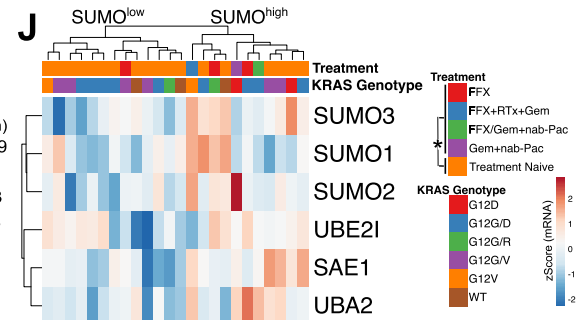 J
SUMOlow SUMOhigh
Treatment
KRAS Genotype
)
9
SUMO3
SUMO1
SUMO2
UBE2I
SAE1
UBA2
Treatment
FFX
FFX+RTx+Gem
FFX/Gem+nab-Pac
Gem+nab-Pac
Treatment Naive
*
KRAS Genotype
G12D
G12G/D
G12G/R
G12G/V
G12V
WT
zScore (mRNA)
2
1
0
-1
-2